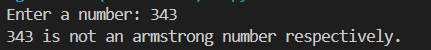 Enter a number: 343
343 is not an armstrong number respectively.